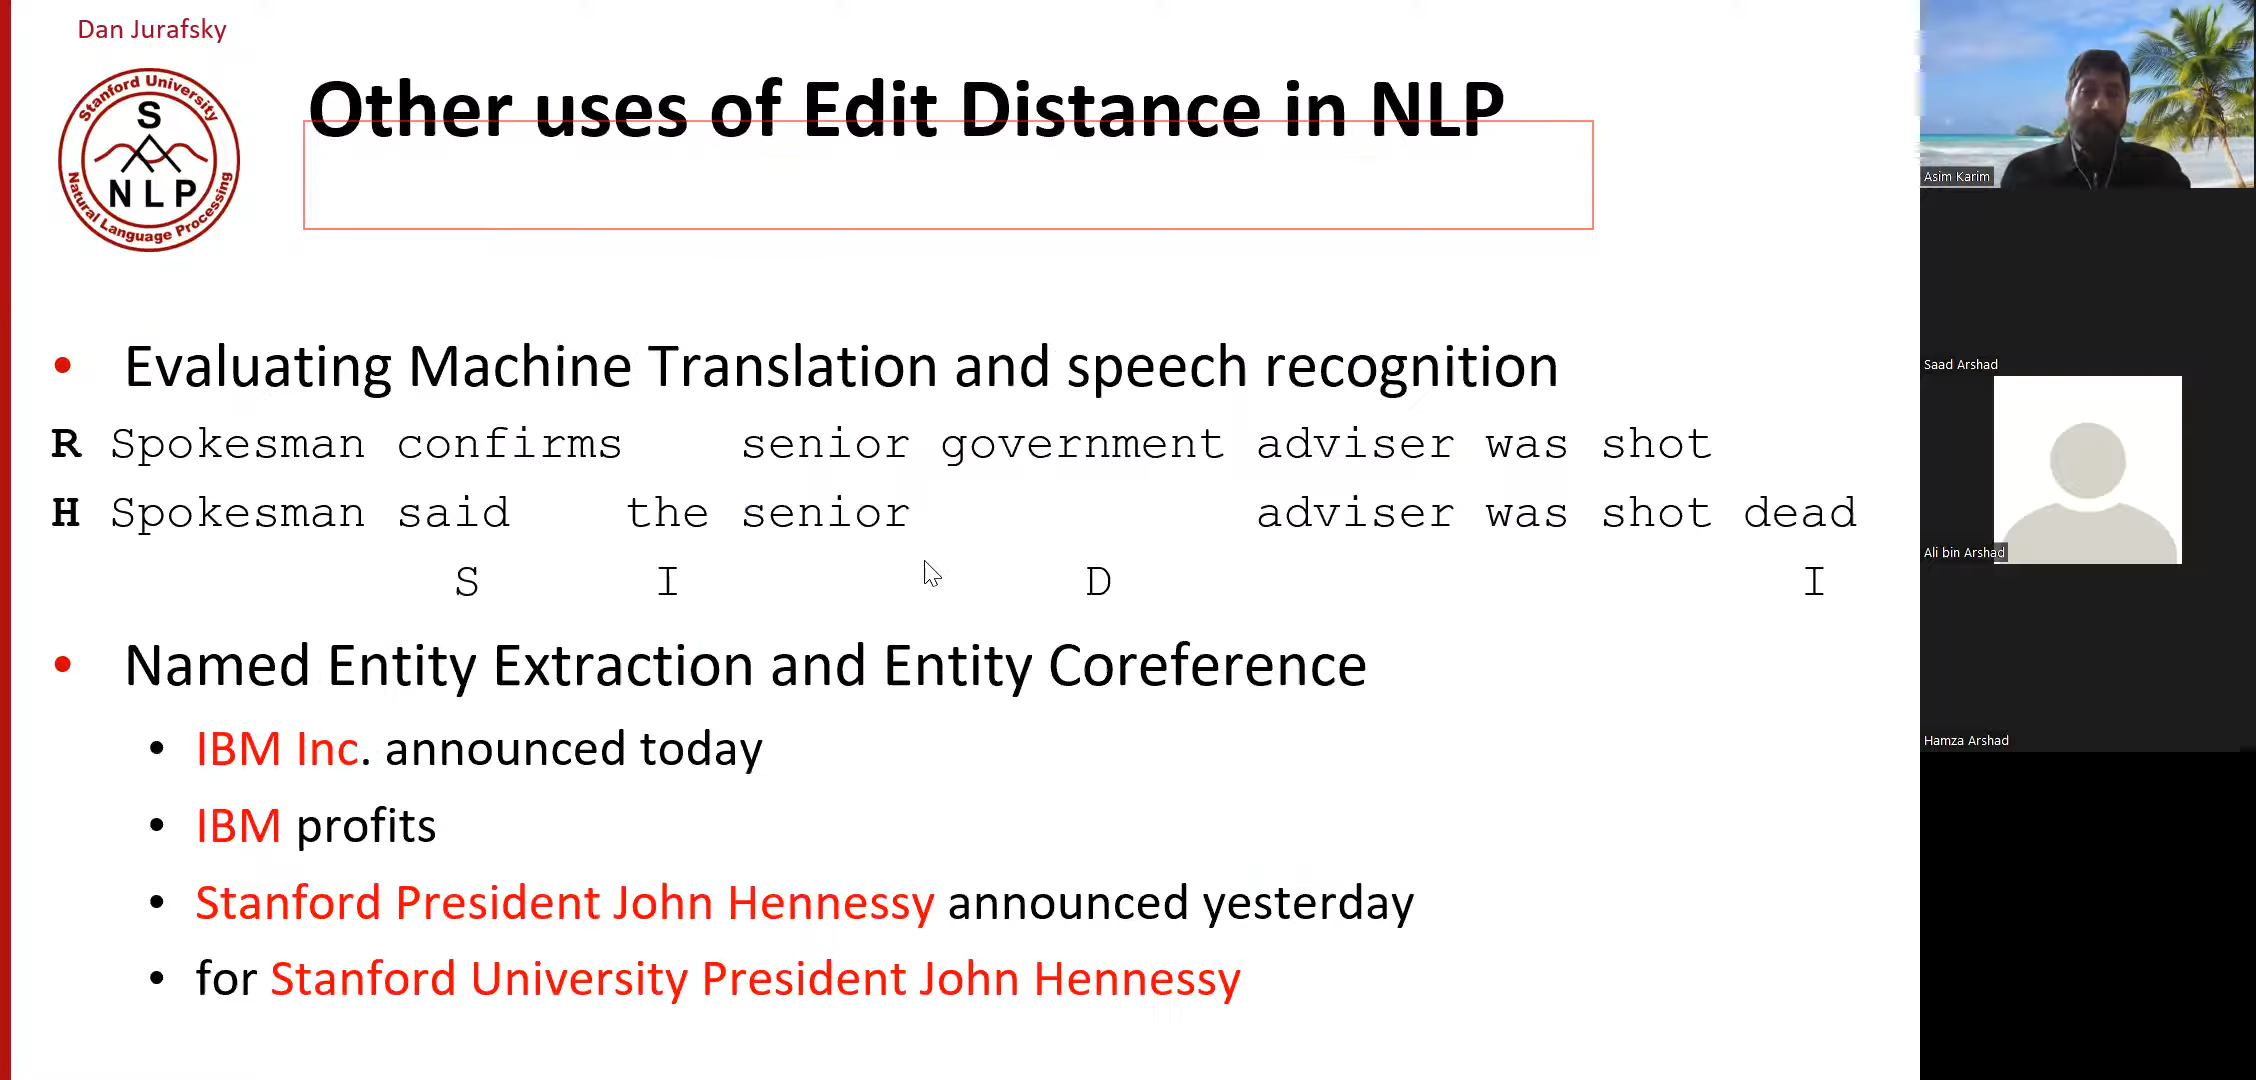 Dan Jurafsky
Stanford University
S
NLP
Natural Language Processing
Other uses of Edit Distance in NLP
• Evaluating Machine Translation and speech recognition
R Spokesman confirms senior government adviser was shot
H Spokesman said the senior adviser was shot dead
S I D I
• Named Entity Extraction and Entity Coreference
• IBM Inc. announced today
• IBM profits
• Stanford President John Hennessy announced yesterday
• for Stanford University President John Hennessy
Asim Karim
Saad Arshad
Ali bin Arshad
Hamza Arshad